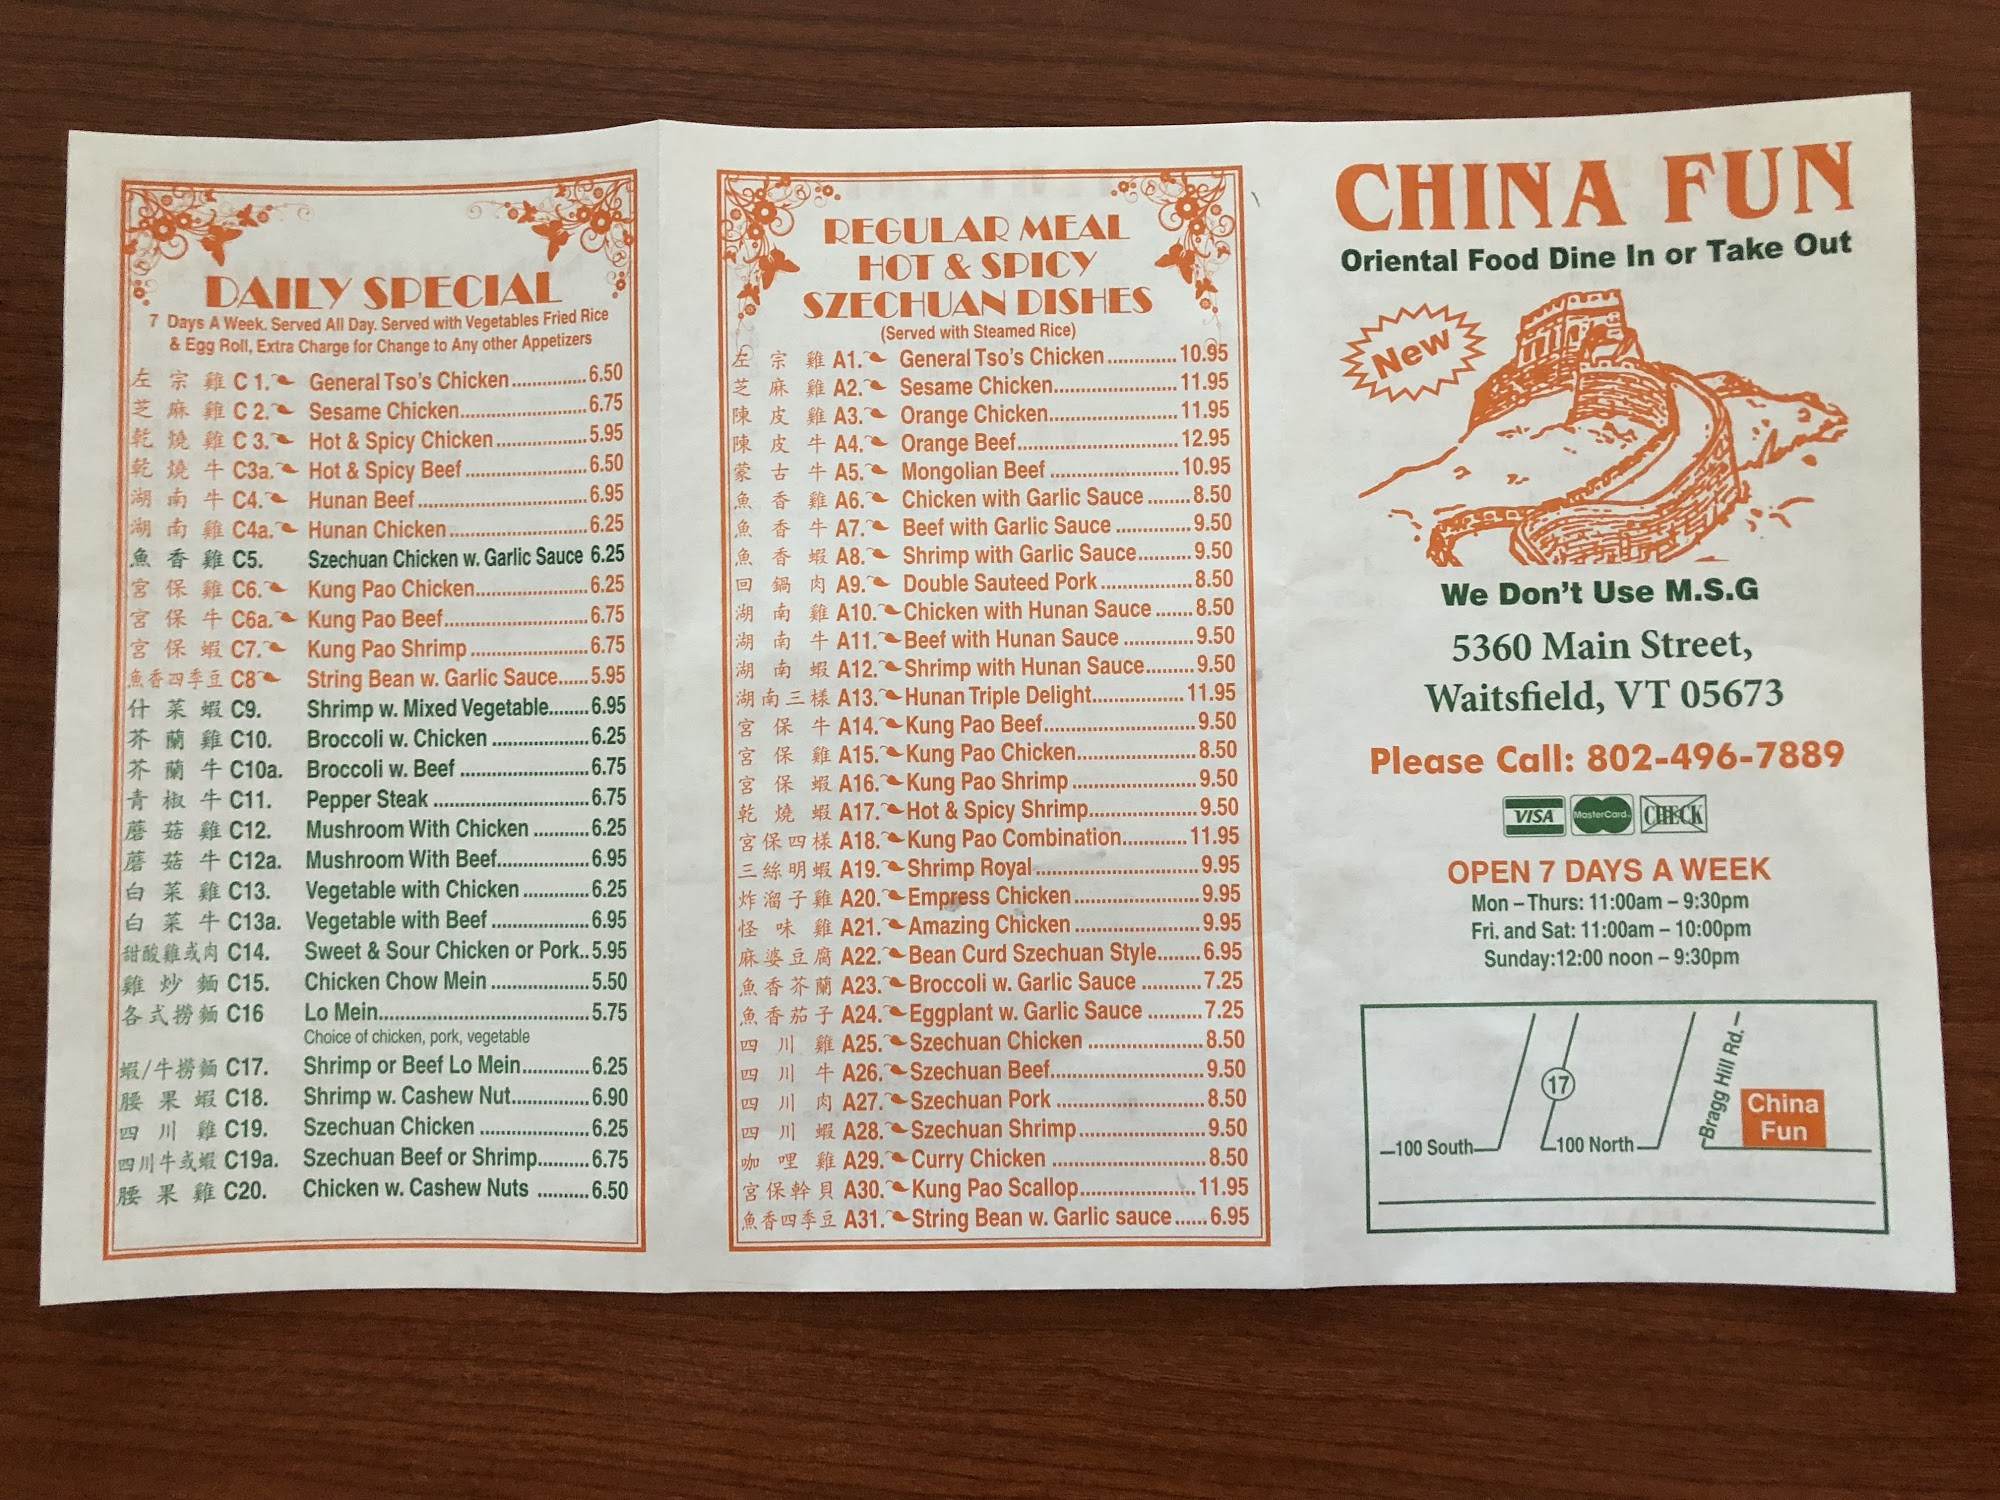 DAILY SPECIAL
7 Days A Week. Served All Day. Served with Vegetables Fried Rice
& Egg Roll, Extra Charge for Change to Any other Appetizers
左宗雞 C 1. General Tso's Chicken 6.50
芝麻雞 C 2. Sesame Chicken 6.75
乾燒雞 C 3. Hot & Spicy Chicken 5.95
乾燒牛 C3a. Hot & Spicy Beef 6.50
湖南牛 C4. Hunan Beef 6.95
湖南雞 C4a. Hunan Chicken 6.25
魚香雞 C5. Szechuan Chicken w. Garlic Sauce 6.25
宮保雞 C6. Kung Pao Chicken 6.25
宮保牛 C6a. Kung Pao Beef 6.75
宮保蝦 C7. Kung Pao Shrimp 6.75
魚香四季豆 C8 String Bean w. Garlic Sauce 5.95
什菜蝦 C9. Shrimp w. Mixed Vegetable 6.95
芥蘭雞 C10. Broccoli w. Chicken 6.25
芥蘭牛 C10a. Broccoli w. Beef 6.75
青椒牛 C11. Pepper Steak 6.75
蘑菇雞 C12. Mushroom With Chicken 6.25
蘑菇牛 C12a. Mushroom With Beef 6.95
白菜雞 C13. Vegetable with Chicken 6.25
白菜牛 C13a. Vegetable with Beef 6.95
甜酸雞或肉 C14. Sweet & Sour Chicken or Pork 5.95
雞炒麵 C15. Chicken Chow Mein 5.50
各式撈麵 C16 Lo Mein 5.75
Choice of chicken, pork, vegetable
蝦/牛撈麵 C17. Shrimp or Beef Lo Mein 6.25
腰果蝦 C18. Shrimp w. Cashew Nut 6.90
四川雞 C19. Szechuan Chicken 6.25
四川牛或蝦 C19a. Szechuan Beef or Shrimp 6.75
腰果雞 C20. Chicken w. Cashew Nuts 6.50
REGULAR MEAL
HOT & SPICY
SZECHUAN DISHES
(Served with Steamed Rice)
左宗雞 A1. General Tso's Chicken 10.95
芝麻雞 A2. Sesame Chicken 11.95
陳皮雞 A3. Orange Chicken 11.95
陳皮牛 A4. Orange Beef 12.95
蒙古牛 A5. Mongolian Beef 10.95
魚香雞 A6. Chicken with Garlic Sauce 8.50
魚香牛 A7. Beef with Garlic Sauce 9.50
魚香蝦 A8. Shrimp with Garlic Sauce 9.50
回鍋肉 A9. Double Sauteed Pork 8.50
湖南雞 A10. Chicken with Hunan Sauce 8.50
湖南牛 A11. Beef with Hunan Sauce 9.50
湖南蝦 A12. Shrimp with Hunan Sauce 9.50
湖南三樣 A13. Hunan Triple Delight 11.95
宮保牛 A14. Kung Pao Beef 9.50
宮保雞 A15. Kung Pao Chicken 8.50
宮保蝦 A16. Kung Pao Shrimp 9.50
乾燒蝦 A17. Hot & Spicy Shrimp 9.50
宮保四樣 A18. Kung Pao Combination 11.95
三絲明蝦 A19. Shrimp Royal 9.95
炸溜子雞 A20. Empress Chicken 9.95
怪味雞 A21. Amazing Chicken 9.95
麻婆豆腐 A22. Bean Curd Szechuan Style 6.95
魚香芥蘭 A23. Broccoli w. Garlic Sauce 7.25
魚香茄子 A24. Eggplant w. Garlic Sauce 7.25
四川雞 A25. Szechuan Chicken 8.50
四川牛 A26. Szechuan Beef 9.50
四川肉 A27. Szechuan Pork 8.50
四川蝦 A28. Szechuan Shrimp 9.50
咖哩雞 A29. Curry Chicken 8.50
宮保幹貝 A30. Kung Pao Scallop 11.95
魚香四季豆 A31. String Bean w. Garlic sauce 6.95
CHINA FUN
Oriental Food Dine In or Take Out
New
We Don't Use M.S.G
5360 Main Street,
Waitsfield, VT 05673
Please Call: 802-496-7889
VISA MasterCard CHECK
OPEN 7 DAYS A WEEK
Mon – Thurs: 11:00am – 9:30pm
Fri. and Sat: 11:00am – 10:00pm
Sunday:12:00 noon – 9:30pm
17
Bragg Hill Rd.
China
Fun
100 South
100 North